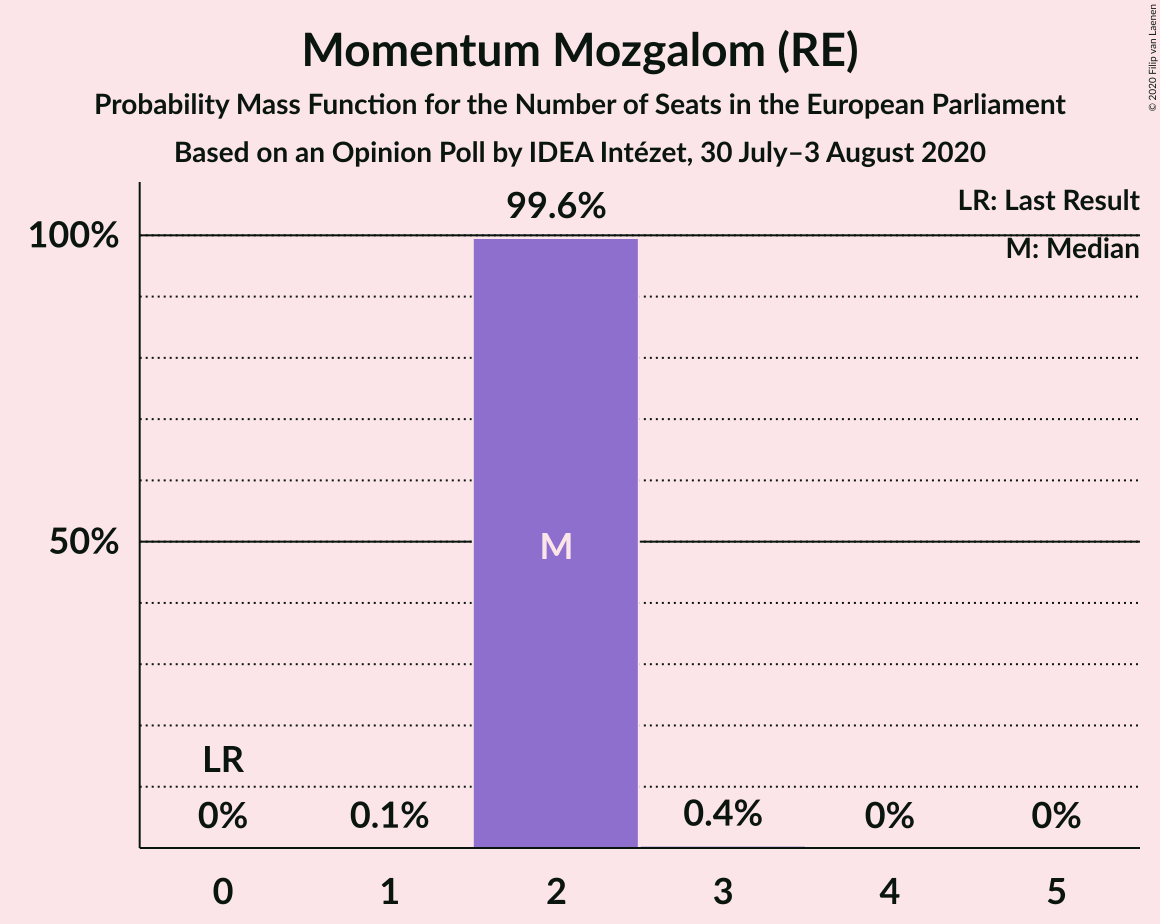 Momentum Mozgalom (RE)
Probability Mass Function for the Number of Seats in the European Parliament
Based on an Opinion Poll by IDEA Intézet, 30 July–3 August 2020
© 2020 Filip van Laenen
LR: Last Result
M: Median
99.6%
100%
50%
M
LR
0%
0.1%
0.4%
0%
0%
0
1
2
3
4
5